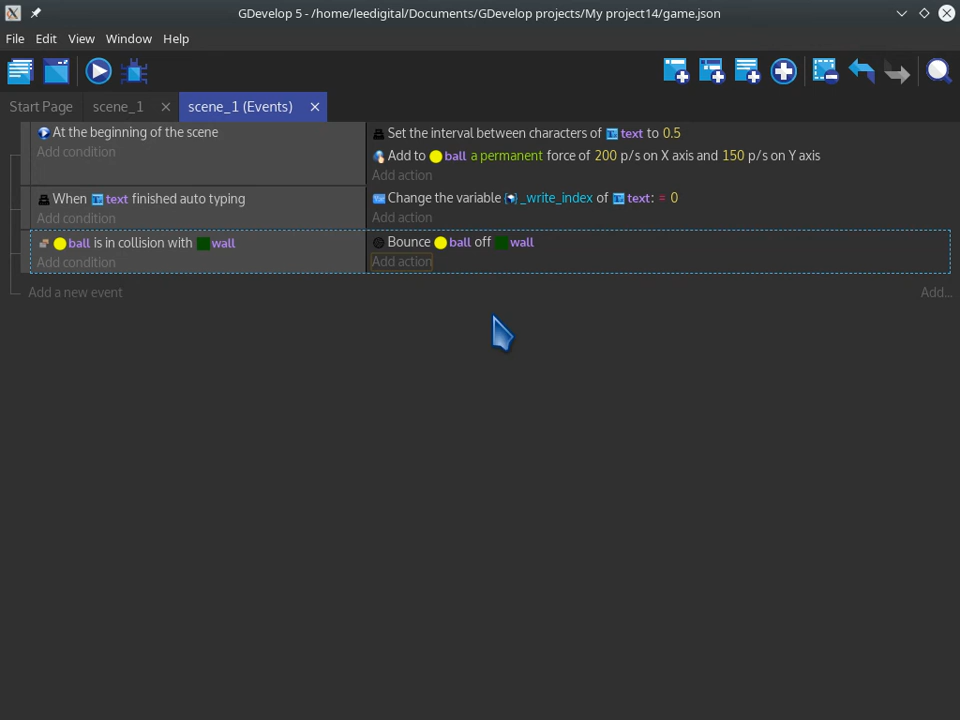 GDevelop 5 - /home/leedigital/Documents/GDevelop projects/My project14/game.json
File Edit View Window Help
Start Page scene_1 × scene_1 (Events) ×
At the beginning of the scene
Add condition
Set the interval between characters of text to 0.5
Add to ball a permanent force of 200 p/s on X axis and 150 p/s on Y axis
Add action
When text finished auto typing
Add condition
Change the variable _write_index of text: = 0
Add action
ball is in collision with wall
Add condition
Bounce ball off wall
Add action
Add a new event Add...